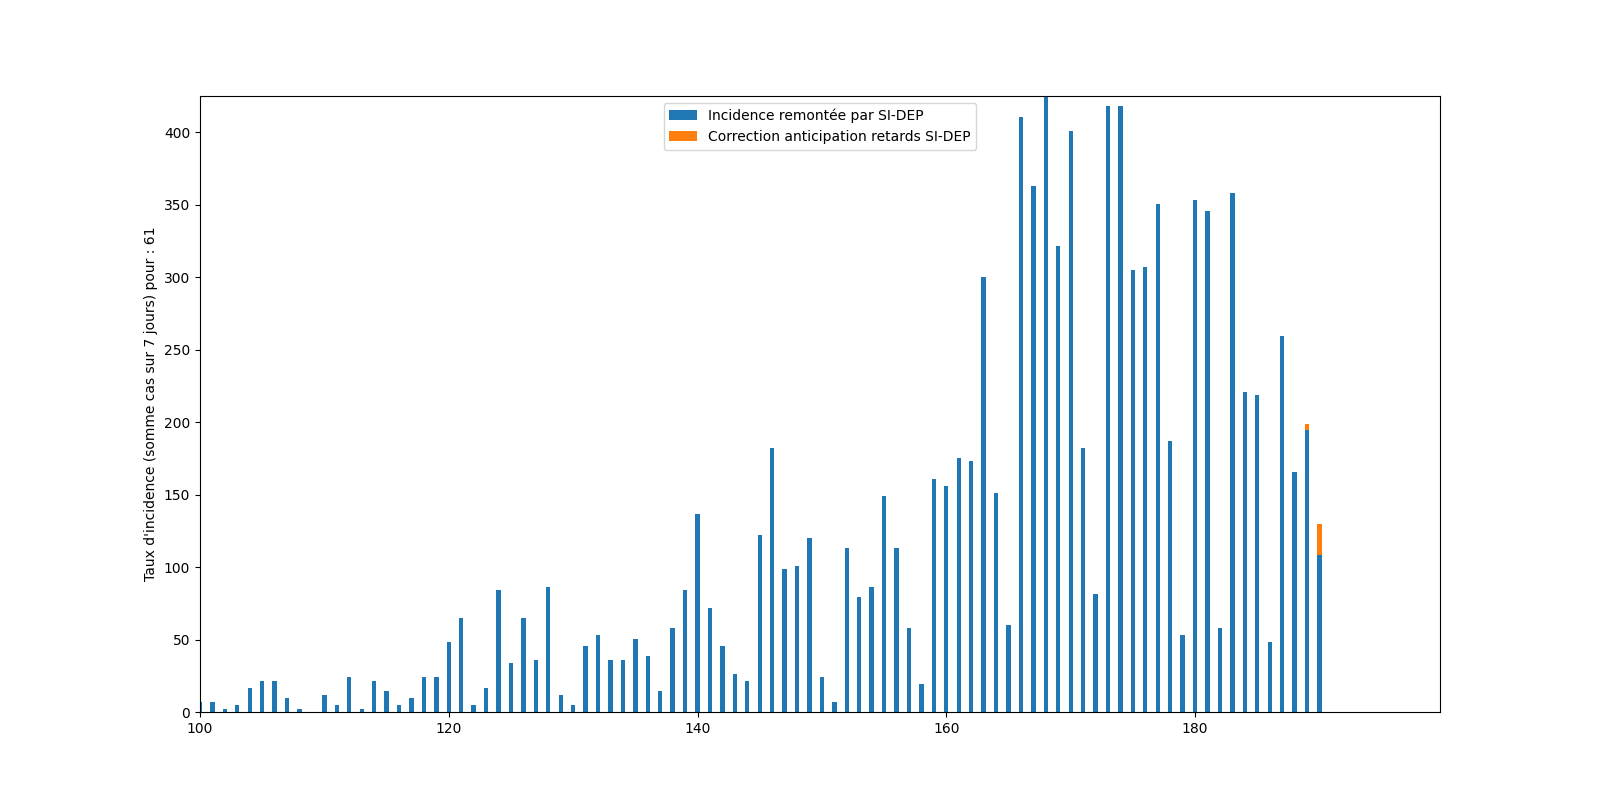 Incidence remontée par SI-DEP
Correction anticipation retards SI-DEP
Taux d'incidence (somme cas sur 7 jours) pour : 61
400
350
300
250
200
150
100
50
0
100 120 140 160 180